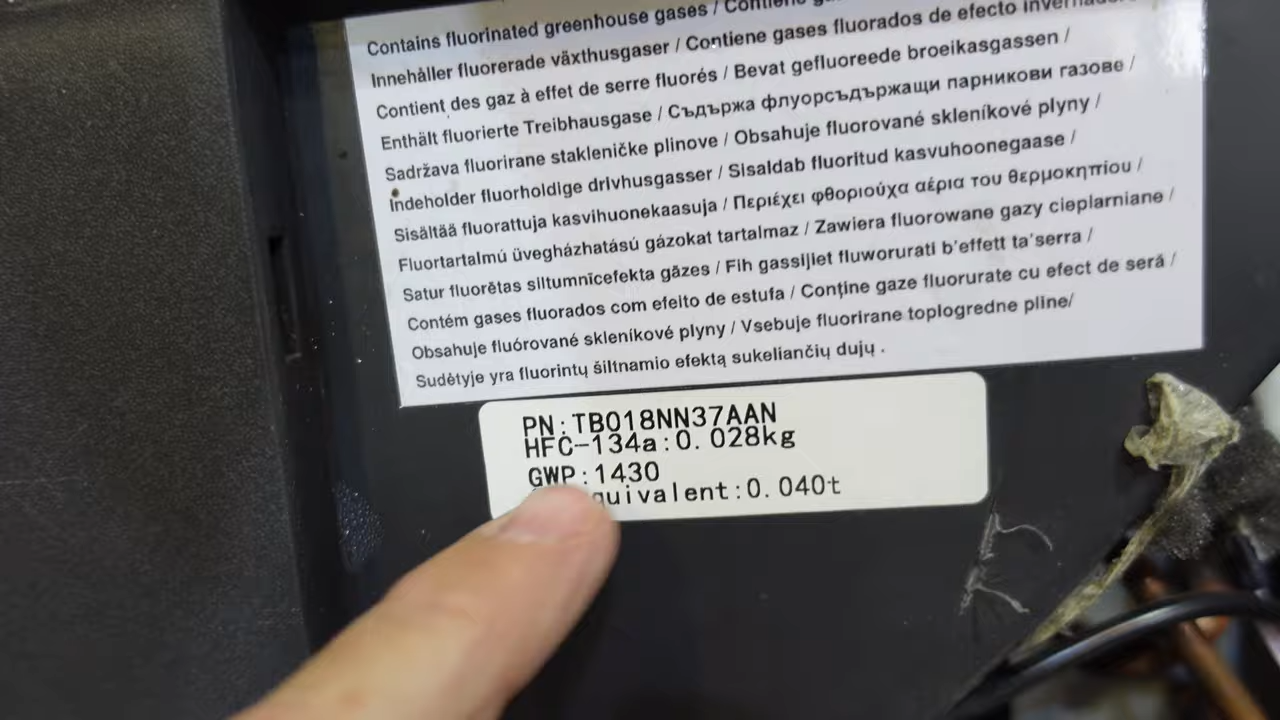 Contains fluorinated greenhouse gases / Contiene
Innehåller fluorerade växthusgaser / Contiene gases fluorados de efecto invernadero
Contient des gaz à effet de serre fluorés / Bevat gefluoreede broeikasgassen /
Enthält fluorierte Treibhausgase / Съдържа флуорсъдържащи парникови газове /
Sadržava fluorirane stakleničke plinove / Obsahuje fluorované skleníkové plyny /
Indeholder fluorholdige drivhusgasser / Sisaldab fluoritud kasvuhoonegaase /
Sisältää fluorattuja kasvihuonekaasuja / Περιέχει φθοριούχα αέρια του θερμοκηπίου /
Fluortartalmú üvegházhatású gázokat tartalmaz / Zawiera fluorowane gazy cieplarniane /
Satur fluorētas siltumnīcefekta gāzes / Fih gassijiet fluworurati b'effett ta'serra /
Contém gases fluorados com efeito de estufa / Conţine gaze fluorurate cu efect de seră /
Obsahuje fluórované skleníkové plyny / Vsebuje fluorirane toplogredne pline/
Sudėtyje yra fluorintų šiltnamio efektą sukeliančių dujų .
PN:TB018NN37AAN
HFC-134a:0.028kg
GWP:1430
quivalent:0.040t